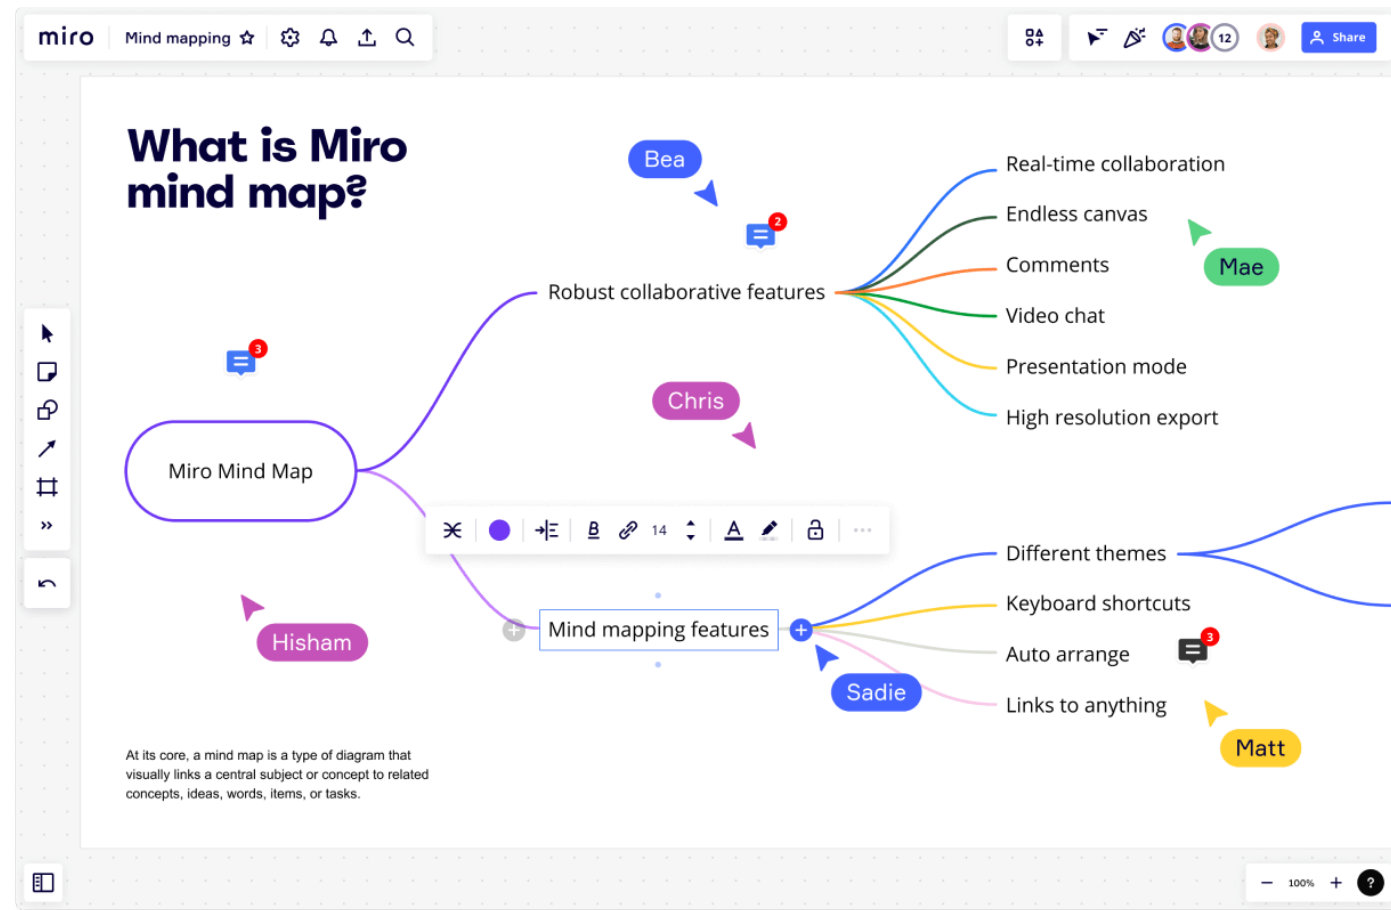 miro
Mind mapping
12
Share
What is Miro
mind map?
Bea
2
Real-time collaboration
Endless canvas
Mae
Comments
Robust collaborative features
Video chat
3
Presentation mode
Chris
High resolution export
Miro Mind Map
B
14
A
Different themes
Keyboard shortcuts
Mind mapping features
Hisham
3
Auto arrange
Sadie
Links to anything
Matt
At its core, a mind map is a type of diagram that
visually links a central subject or concept to related
concepts, ideas, words, items, or tasks.
100%
?